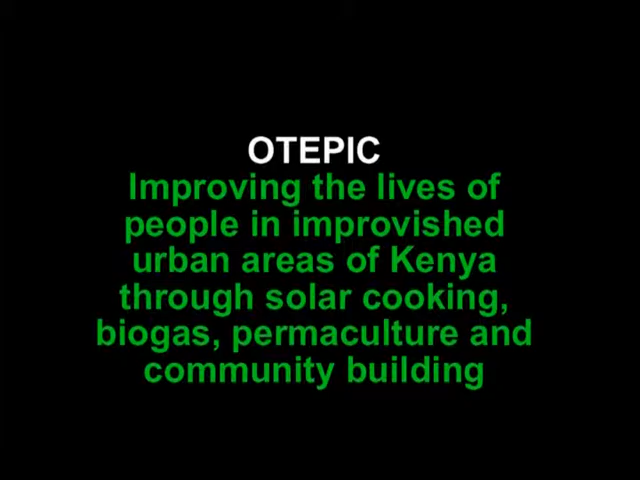 OTEPIC
Improving the lives of
people in improvished
urban areas of Kenya
through solar cooking,
biogas, permaculture and
community building